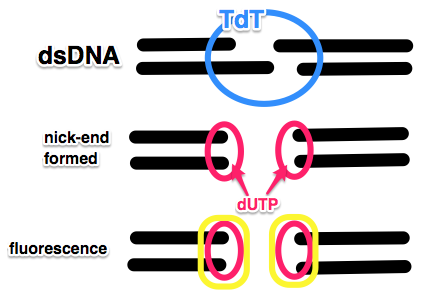 TdT
dsDNA
nick-end
formed
dUTP
fluorescence